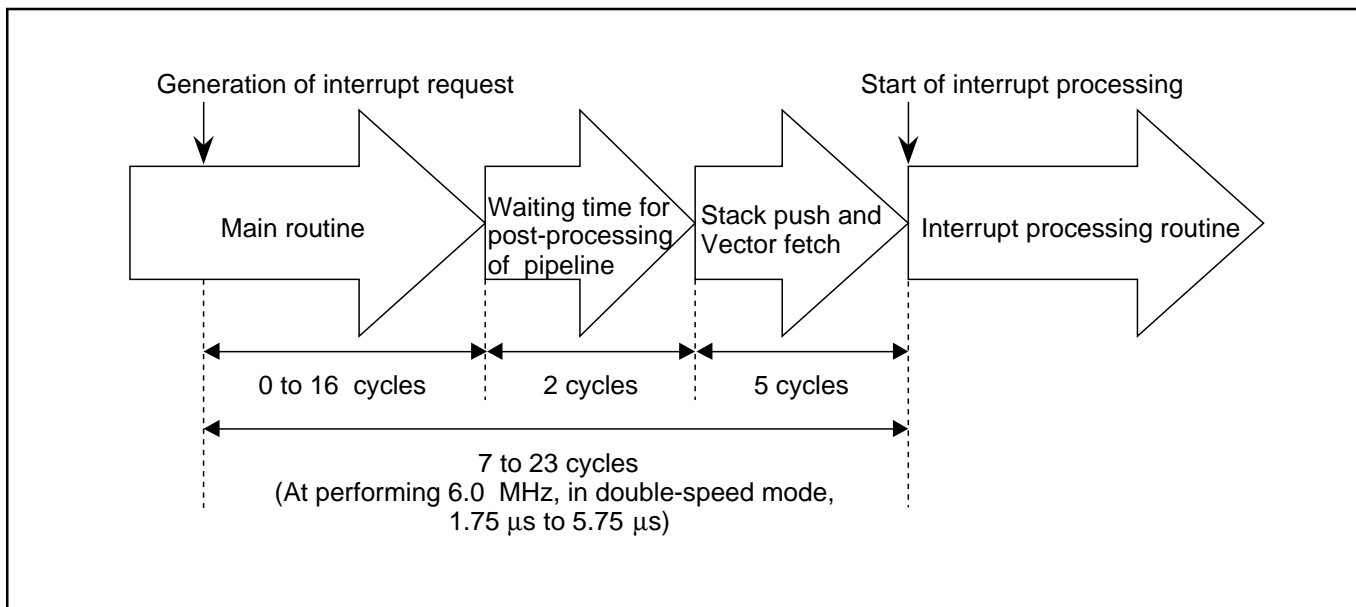 Generation of interrupt request
Start of interrupt processing
Main routine
Waiting time for
post-processing
of pipeline
Stack push and
Vector fetch
Interrupt processing routine
0 to 16 cycles
2 cycles
5 cycles
7 to 23 cycles
(At performing 6.0 MHz, in double-speed mode,
1.75 μs to 5.75 μs)